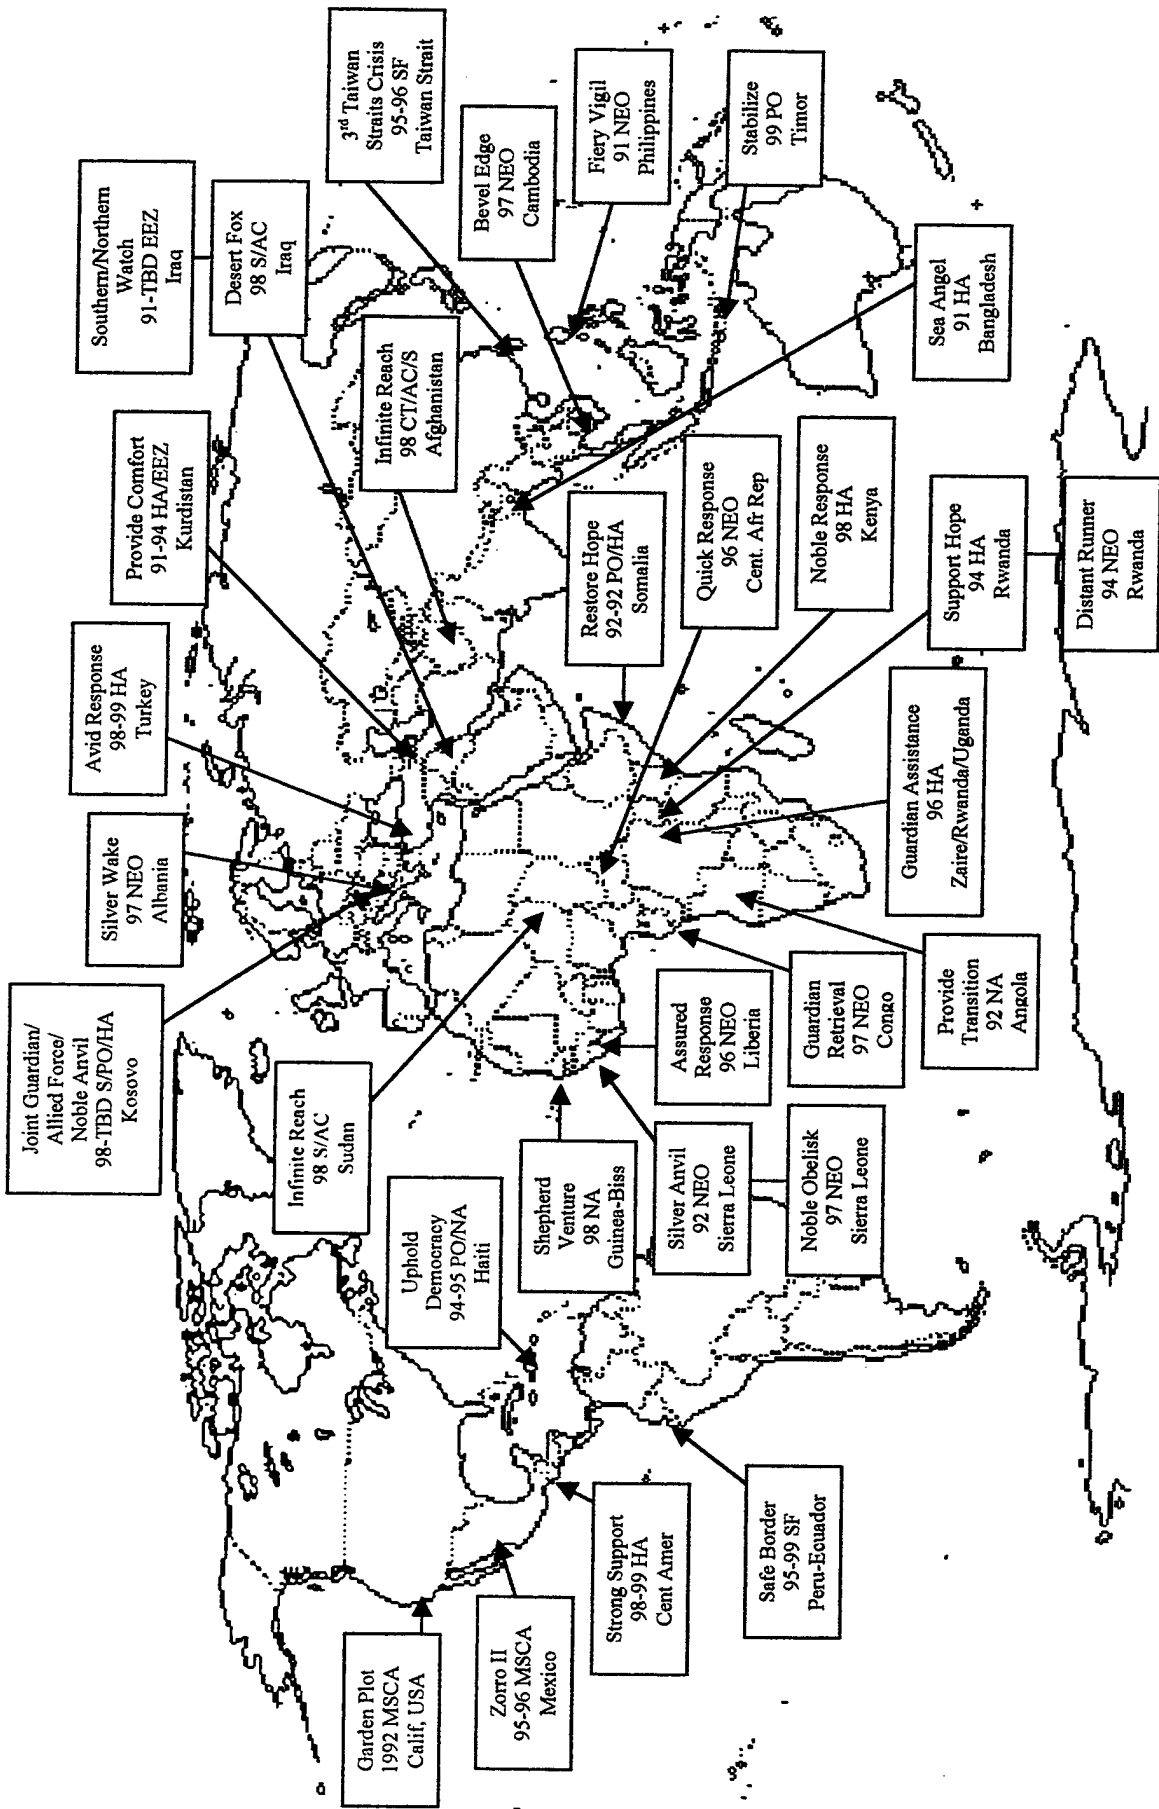 Joint Guardian/
Allied Force/
Noble Anvil
98-TBD S/PO/HA
Kosovo
Silver Wake
97 NEO
Albania
Avid Response
98-99 HA
Turkey
Provide Comfort
91-94 HA/EEZ
Kurdistan
Southern/Northern
Watch
91-TBD EEZ
Iraq
Desert Fox
98 S/AC
Iraq
3rd Taiwan
Straits Crisis
95-96 SF
Taiwan Strait
Infinite Reach
98 S/AC
Sudan
Infinite Reach
98 CT/AC/S
Afghanistan
Bevel Edge
97 NEO
Cambodia
Fiery Vigil
91 NEO
Philippines
Stabilize
99 PO
Timor
Garden Plot
1992 MSCA
Calif, USA
Zorro II
95-96 MSCA
Mexico
Strong Support
98-99 HA
Cent Amer
Safe Border
95-99 SF
Peru-Ecuador
Uphold
Democracy
94-95 PO/NA
Haiti
Shepherd
Venture
98 NA
Guinea-Biss
Silver Anvil
92 NEO
Sierra Leone
Noble Obelisk
97 NEO
Sierra Leone
Assured
Response
96 NEO
Liberia
Guardian
Retrieval
97 NEO
Congo
Provide
Transition
92 NA
Angola
Restore Hope
92-92 PO/HA
Somalia
Quick Response
96 NEO
Cent. Afr Rep
Noble Response
98 HA
Kenya
Sea Angel
91 HA
Bangladesh
Guardian Assistance
96 HA
Zaire/Rwanda/Uganda
Support Hope
94 HA
Rwanda
Distant Runner
94 NEO
Rwanda